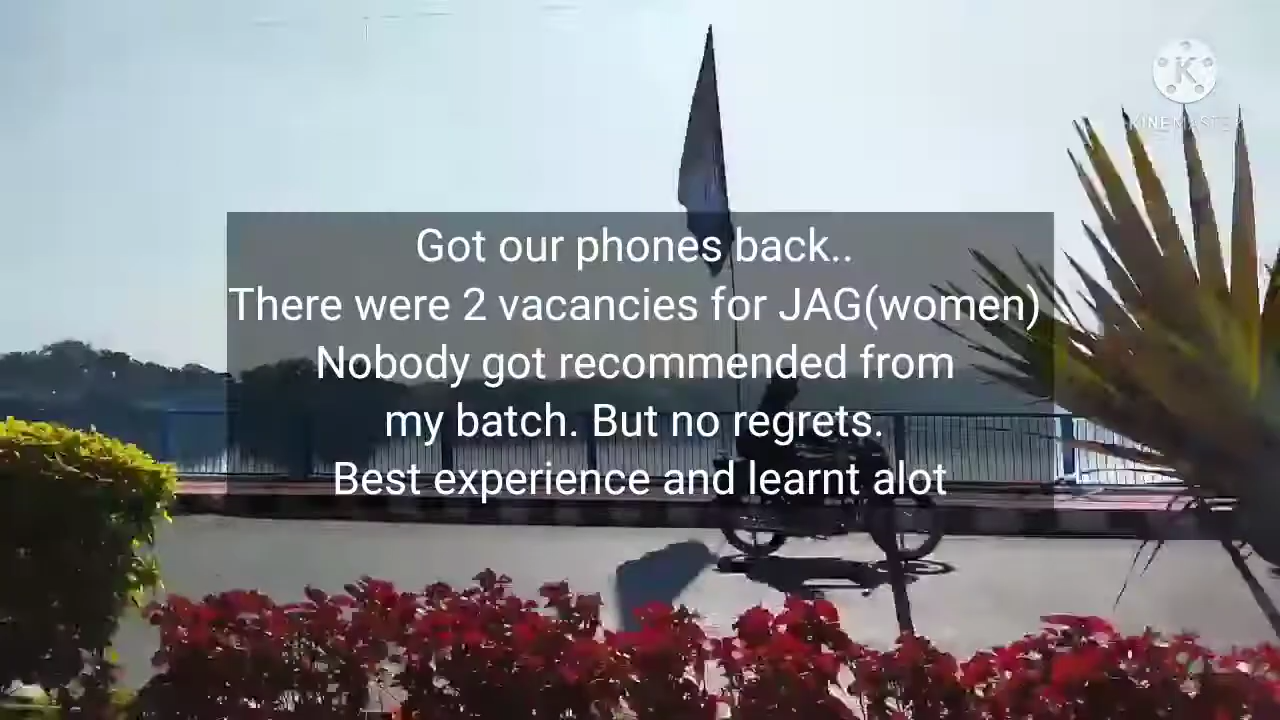 K
KINEMASTER
Got our phones back..
There were 2 vacancies for JAG(women)
Nobody got recommended from
my batch. But no regrets.
Best experience and learnt alot